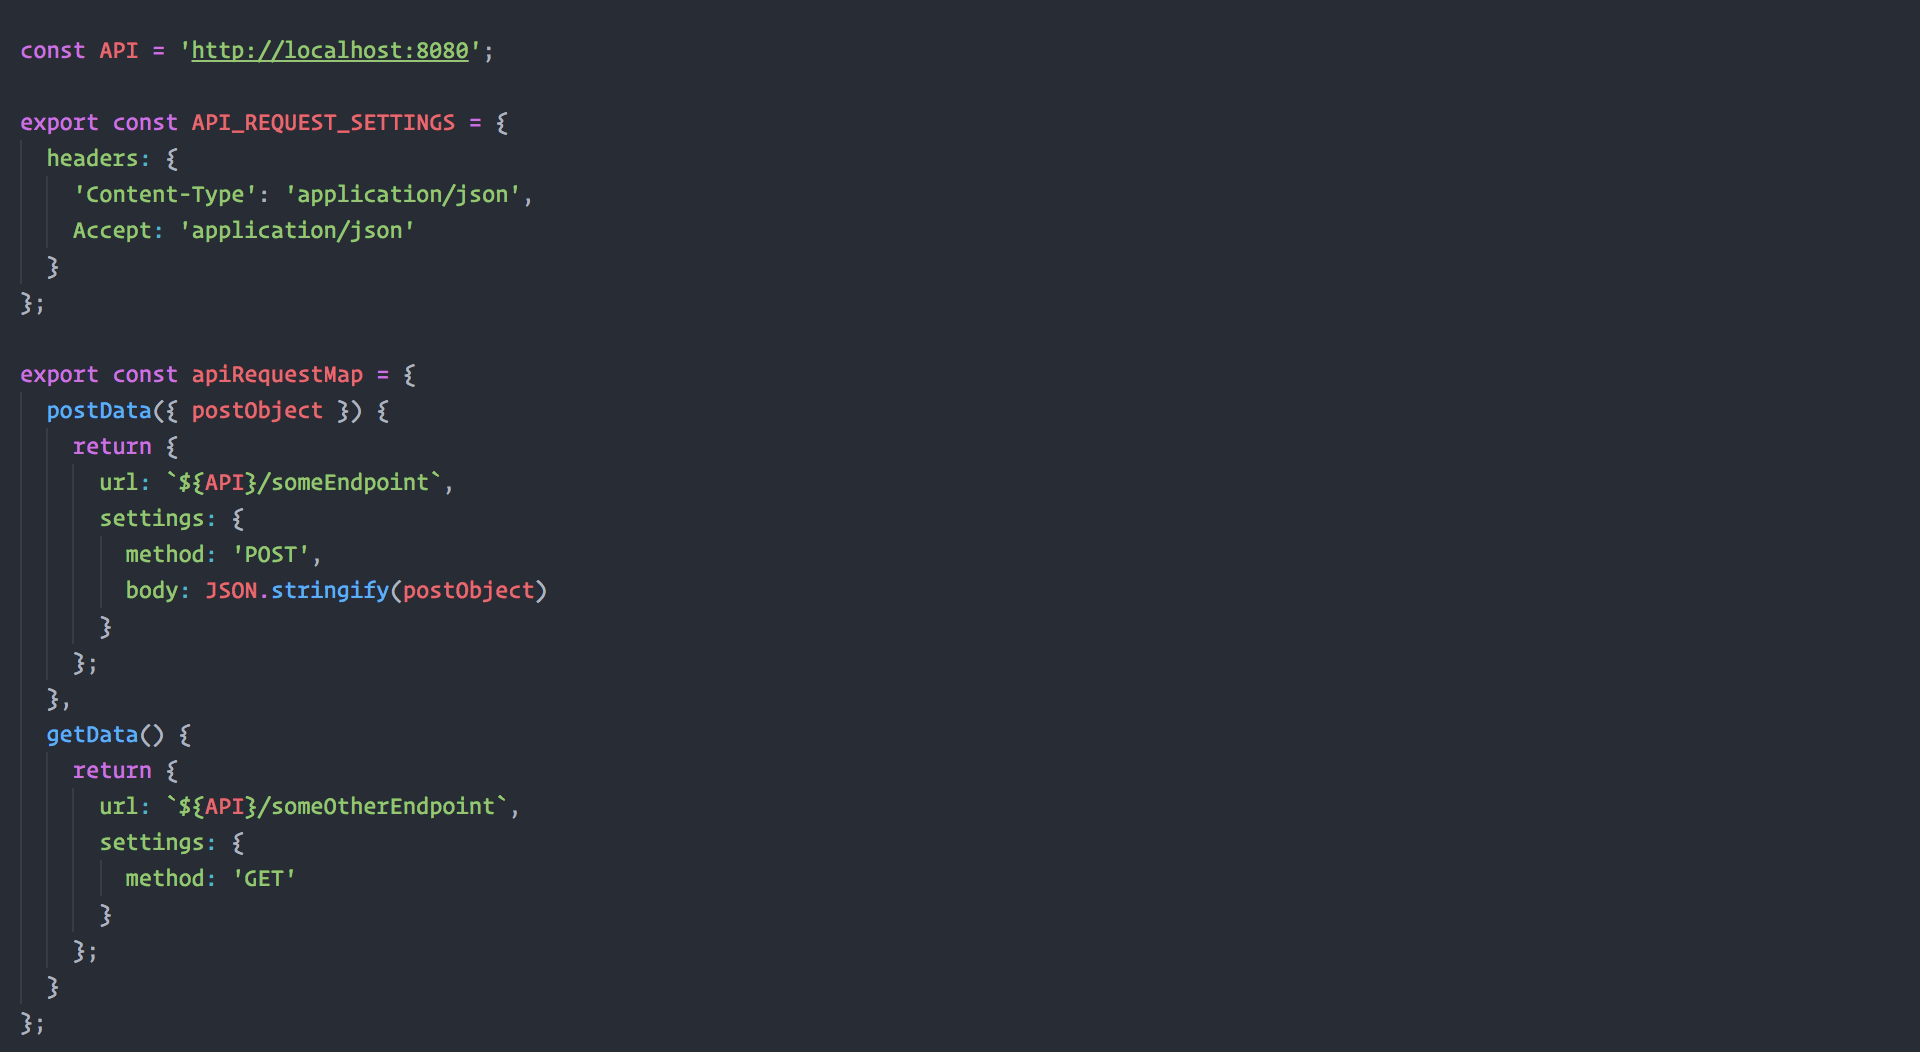 const API = 'http://localhost:8080';

export const API_REQUEST_SETTINGS = {
  headers: {
    'Content-Type': 'application/json',
    Accept: 'application/json'
  }
};

export const apiRequestMap = {
  postData({ postObject }) {
    return {
      url: `${API}/someEndpoint`,
      settings: {
        method: 'POST',
        body: JSON.stringify(postObject)
      }
    };
  },
  getData() {
    return {
      url: `${API}/someOtherEndpoint`,
      settings: {
        method: 'GET'
      }
    };
  }
};